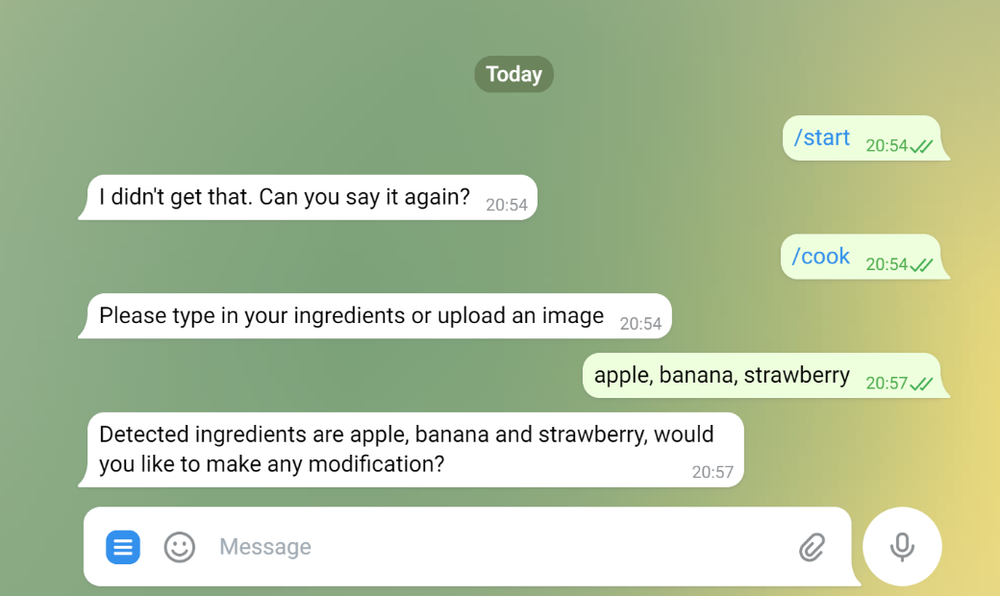 Today
/start 20:54
I didn't get that. Can you say it again? 20:54
/cook 20:54
Please type in your ingredients or upload an image 20:54
apple, banana, strawberry 20:57
Detected ingredients are apple, banana and strawberry, would
you like to make any modification? 20:57
Message